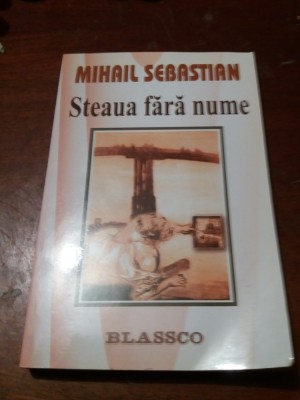 MIHAIL SEBASTIAN
Steaua fără nume
BLASSCO